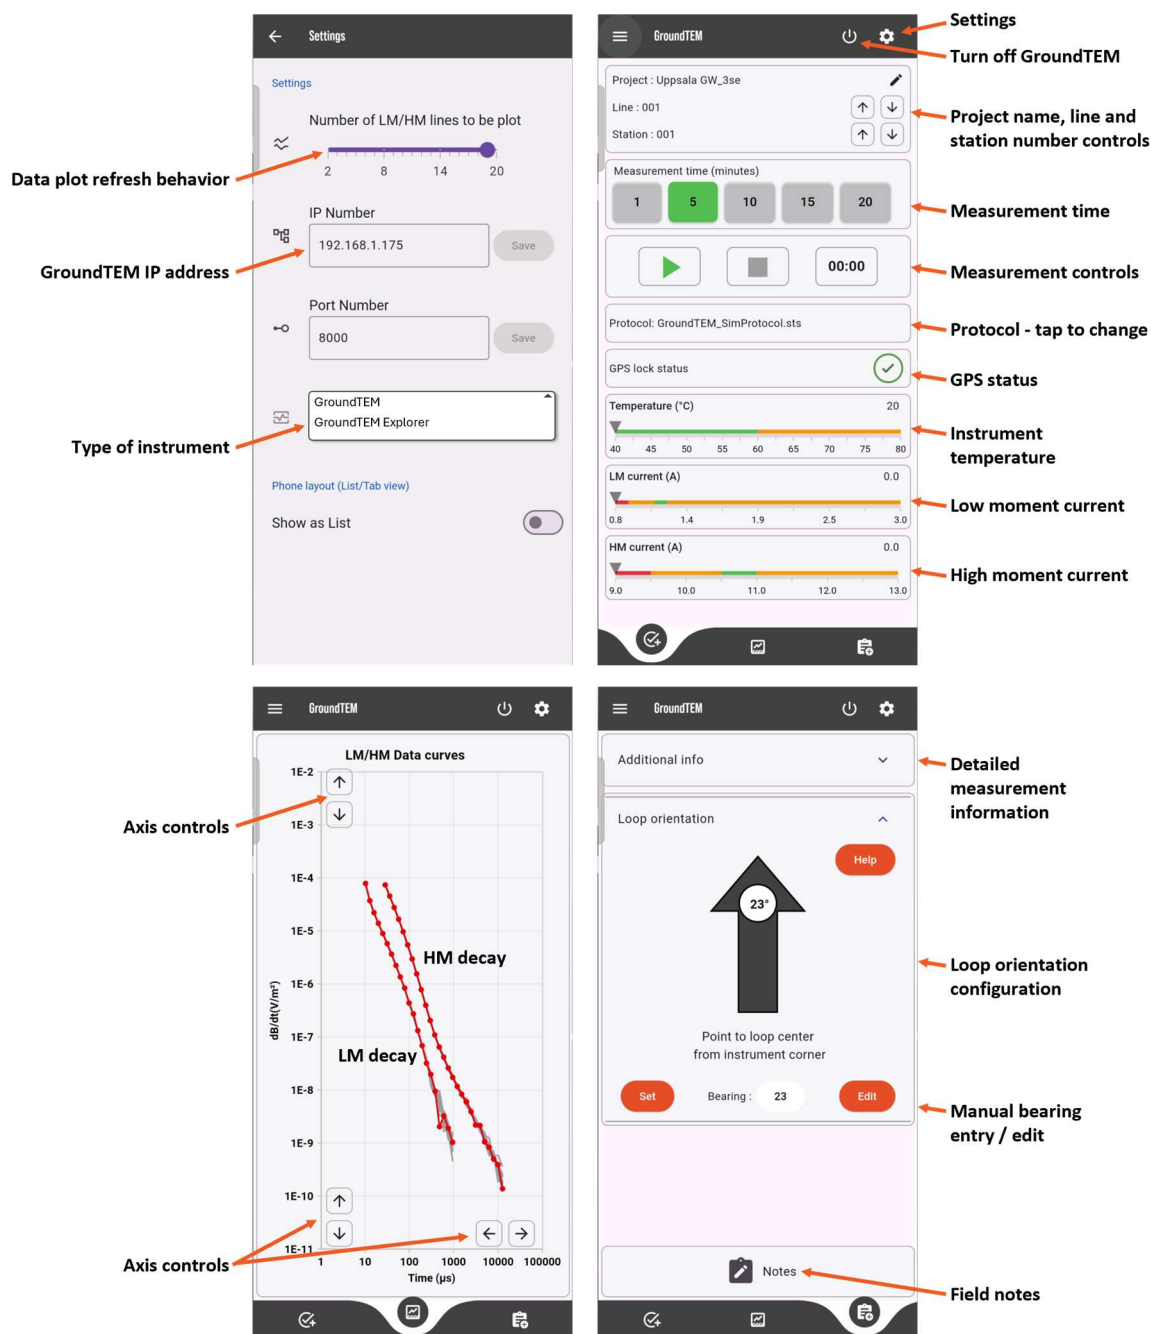 Settings
Settings
Number of LM/HM lines to be plot
2 8 14 20
Data plot refresh behavior
IP Number
192.168.1.175
Save
GroundTEM IP address
Port Number
8000
Save
GroundTEM
GroundTEM Explorer
Type of instrument
Phone layout (List/Tab view)
Show as List
GroundTEM
Settings
Turn off GroundTEM
Project : Uppsala GW_3se
Line : 001
Station : 001
Project name, line and
station number controls
Measurement time (minutes)
1 5 10 15 20
Measurement time
00:00
Measurement controls
Protocol: GroundTEM_SimProtocol.sts
Protocol - tap to change
GPS lock status
GPS status
Temperature (°C) 20
40 45 50 55 60 65 70 75 80
Instrument
temperature
LM current (A) 0.0
0.8 1.4 1.9 2.5 3.0
Low moment current
HM current (A) 0.0
9.0 10.0 11.0 12.0 13.0
High moment current
GroundTEM
LM/HM Data curves
1E-2
1E-3
1E-4
1E-5
1E-6
1E-7
1E-8
1E-9
1E-10
1E-11
dB/dt(V/m²)
Axis controls
HM decay
LM decay
Axis controls
1 10 100 1000 10000 100000
Time (μs)
GroundTEM
Additional info
Detailed
measurement
information
Loop orientation
Help
23°
Point to loop center
from instrument corner
Loop orientation
configuration
Set
Bearing : 23
Edit
Manual bearing
entry / edit
Notes
Field notes